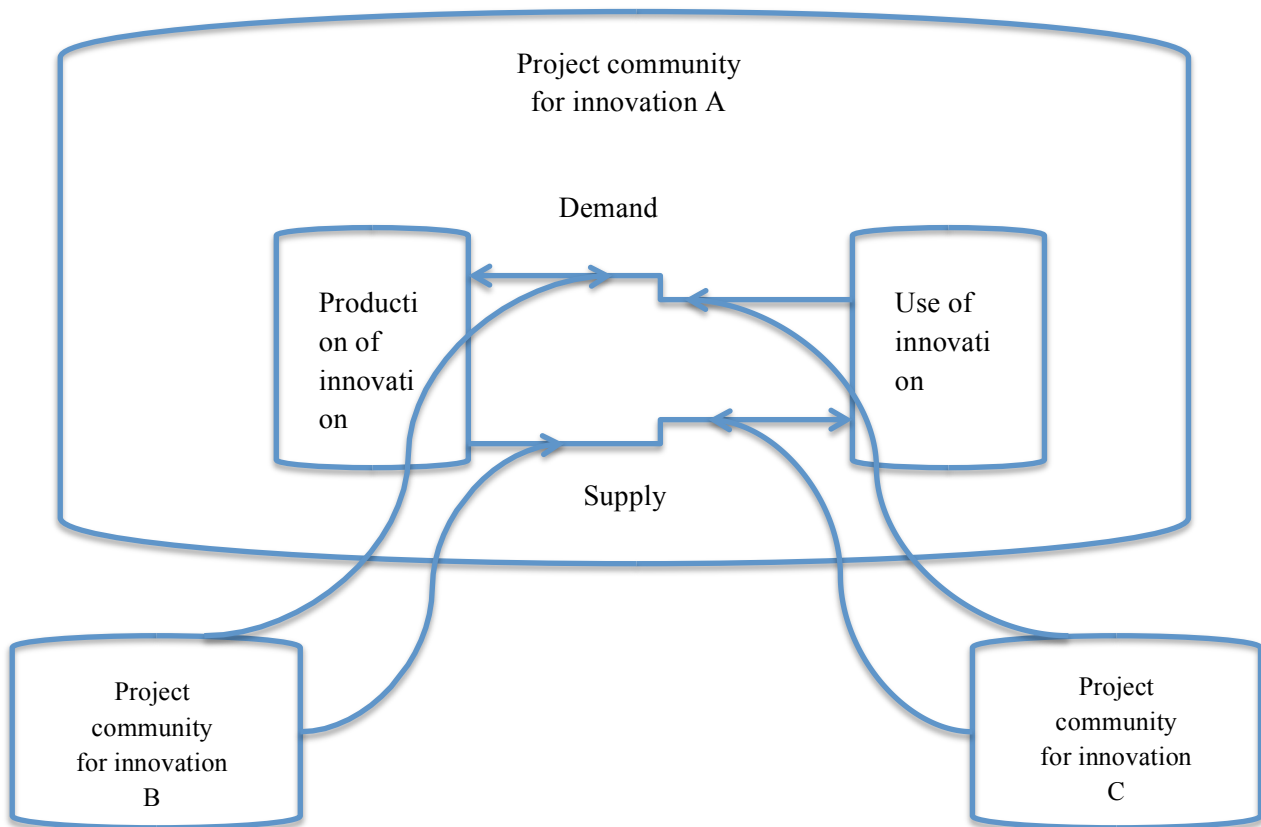 Project community
for innovation A
Demand
Producti
on of
innovati
on
Use of
innovati
on
Supply
Project
community
for innovation
B
Project
community
for innovation
C